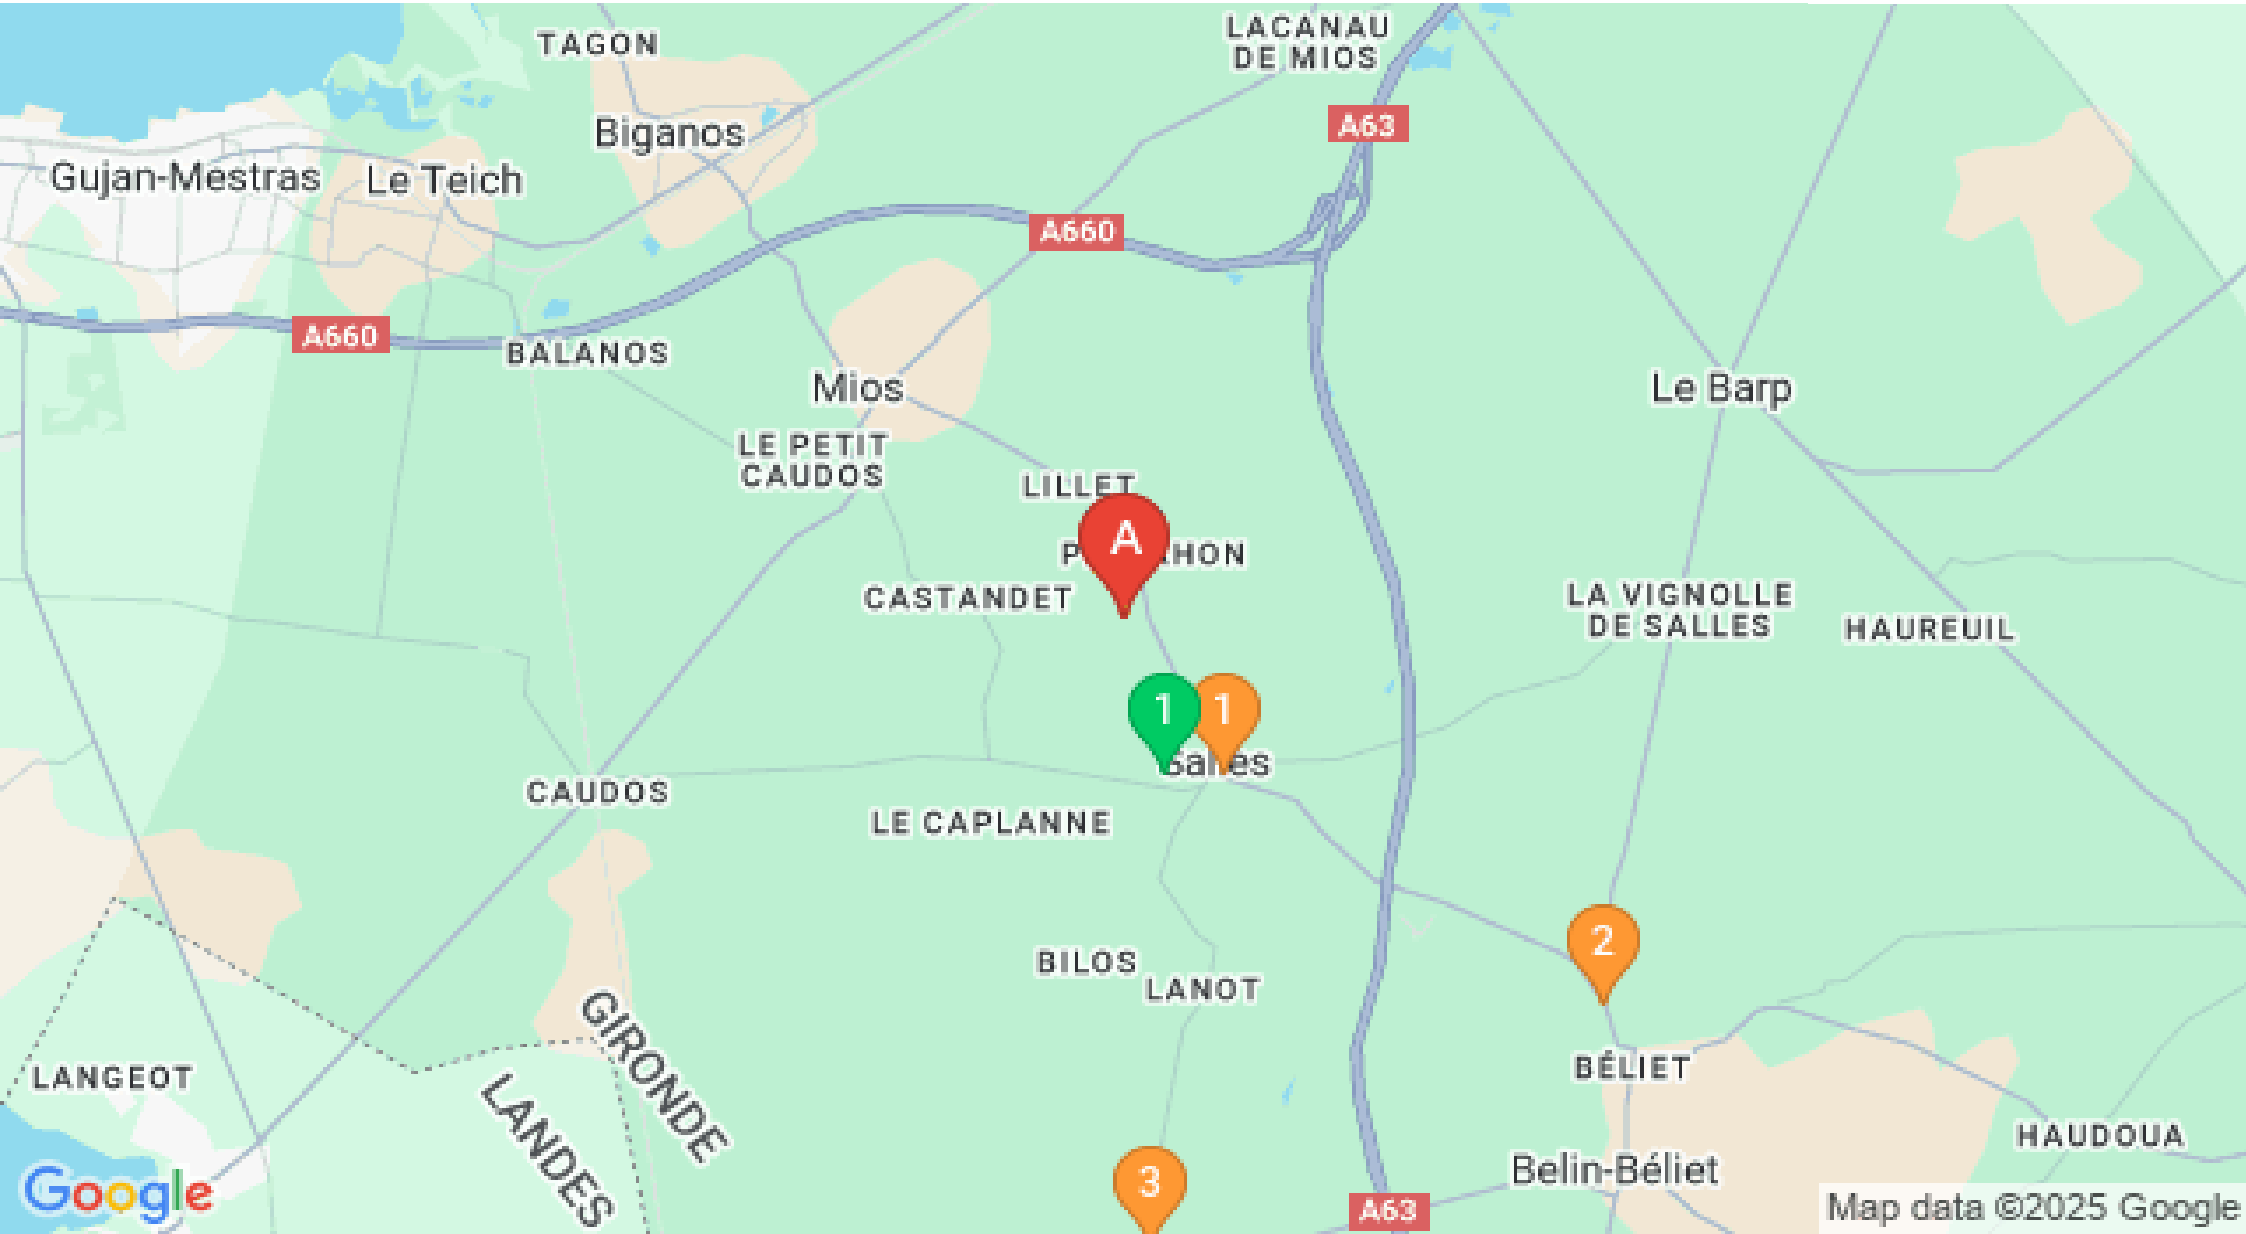 TAGON
LACANAU
DE MIOS
A63
Biganos
Gujan-Mestras
Le Teich
A660
A660
BALANOS
Mios
Le Barp
LE PETIT
CAUDOS
LILLET
A
HON
CASTANDET
LA VIGNOLLE
DE SALLES
HAUREUIL
1
1
Salles
CAUDOS
LE CAPLANNE
2
BILOS
LANOT
GIRONDE
LANDES
LANGEOT
BÉLIET
HAUDOUA
Belin-Béliet
3
A63
Google
Map data ©2025 Google